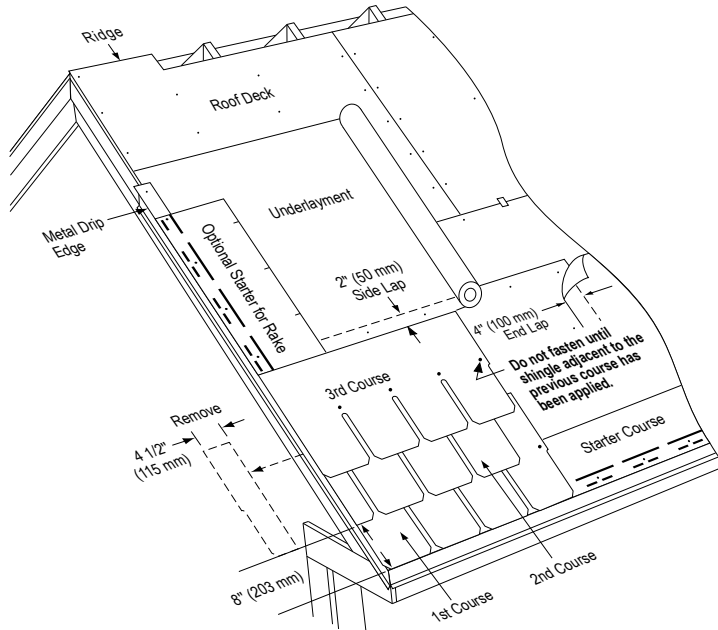 Ridge
Roof Deck
Underlayment
Metal Drip
Edge
Optional Starter for Rake
2" (50 mm)
Side Lap
4" (100 mm)
End Lap
Do not fasten until
shingle adjacent to the
previous course has
been applied.
3rd Course
Remove
4 1/2"
(115 mm)
Starter Course
8" (203 mm)
1st Course
2nd Course